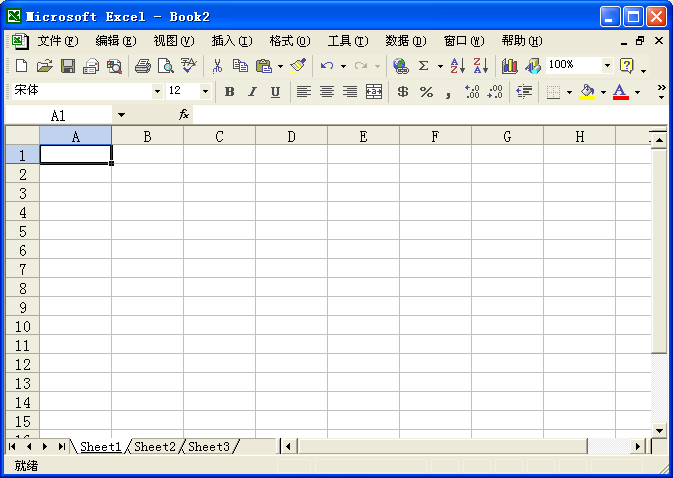 Microsoft Excel - Book2
文件(F) 编辑(E) 视图(V) 插入(I) 格式(O) 工具(T) 数据(D) 窗口(W) 帮助(H)
100%
宋体 12 B I U $ % ,
A1 fx
A B C D E F G H
1
2
3
4
5
6
7
8
9
10
11
12
13
14
15
16
Sheet1 Sheet2 Sheet3
就绪